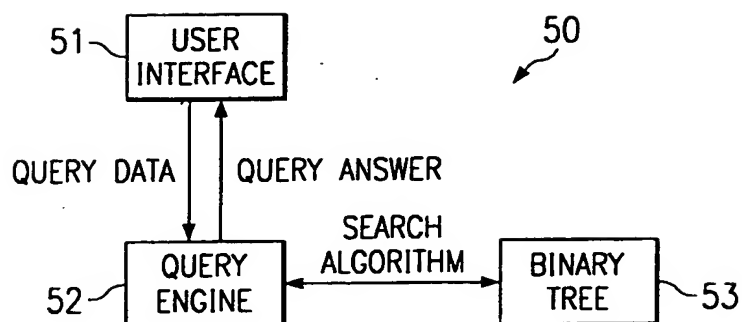 51
USER
INTERFACE
50
QUERY DATA
QUERY ANSWER
52
QUERY
ENGINE
SEARCH
ALGORITHM
BINARY
TREE
53